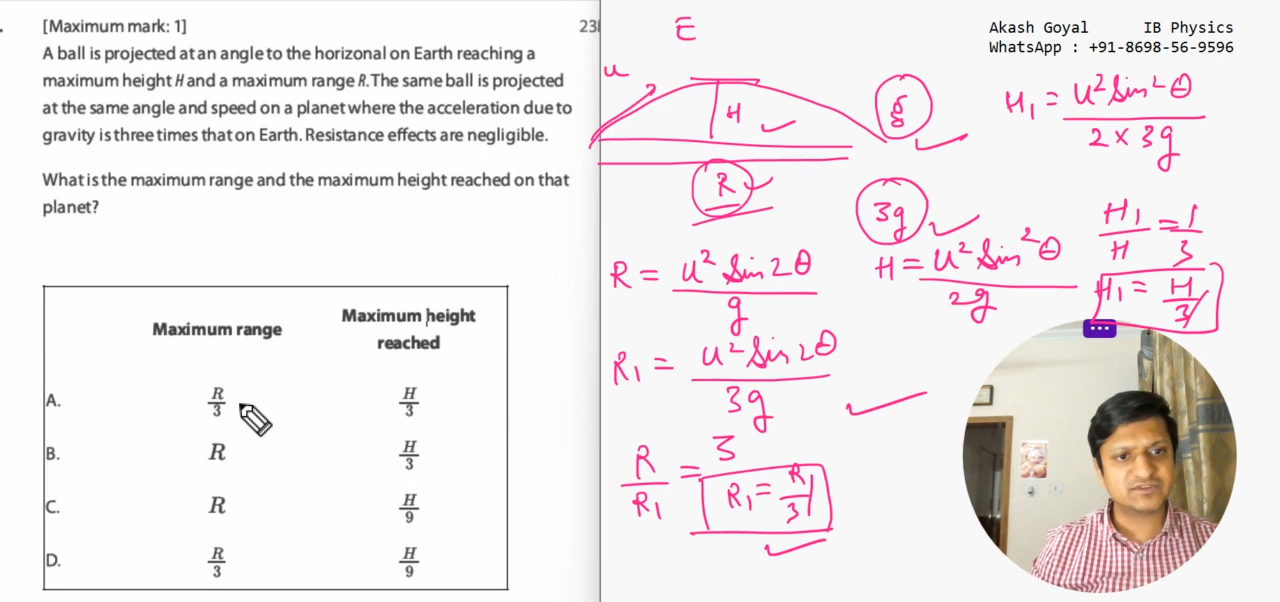 [Maximum mark: 1]
23
A ball is projected at an angle to the horizonal on Earth reaching a
maximum height H and a maximum range R. The same ball is projected
at the same angle and speed on a planet where the acceleration due to
gravity is three times that on Earth. Resistance effects are negligible.
What is the maximum range and the maximum height reached on that
planet?
Maximum range
Maximum height
reached
A. R/3 H/3
B. R H/3
C. R H/9
D. R/3 H/9
E
u
H
R
g
3g
R = u² Sin2θ / g
R₁ = u² Sin2θ / 3g
R/R₁ = 3
R₁ = R/3
H = u² Sin²θ / 2g
Akash Goyal IB Physics
WhatsApp : +91-8698-56-9596
H₁ = u² Sin²θ / 2 × 3g
H₁/H = 1/3
H₁ = H/3